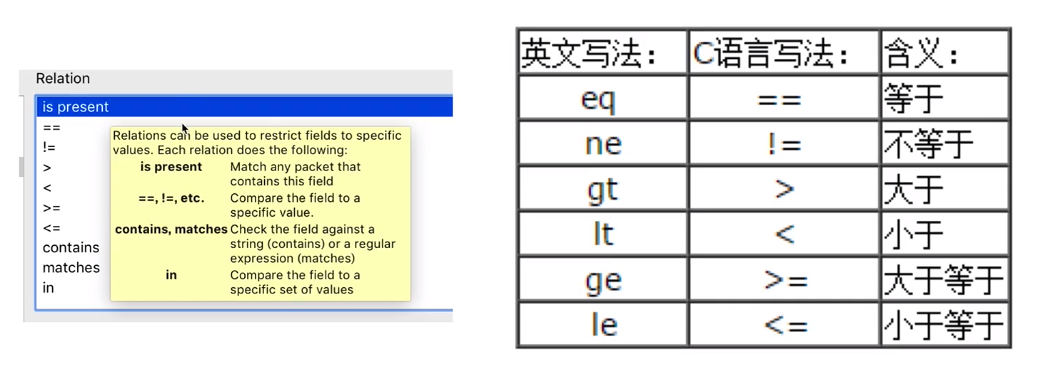 Relation
is present
==
!=
>
<
>=
<=
contains
matches
in
Relations can be used to restrict fields to specific
values. Each relation does the following:
is present Match any packet that
contains this field
==, !=, etc. Compare the field to a
specific value.
contains, matches Check the field against a
string (contains) or a regular
expression (matches)
in Compare the field to a
specific set of values
英文写法： C语言写法： 含义：
eq == 等于
ne != 不等于
gt > 大于
lt < 小于
ge >= 大于等于
le <= 小于等于